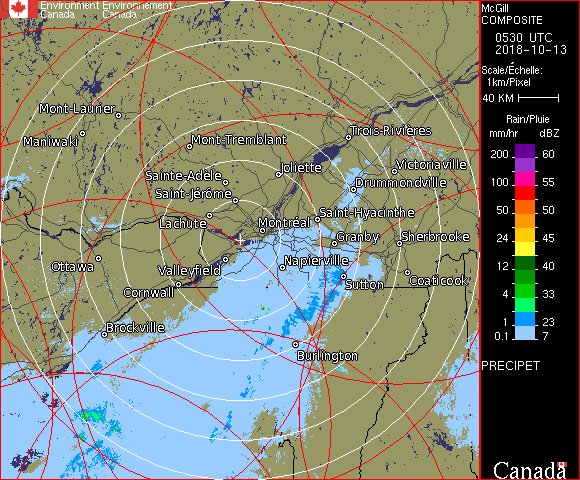 Environment Environnement
Canada Canada
McGill
COMPOSITE
0530 UTC
2018-10-13
Scale/Échelle:
1km/Pixel
40 KM
Rain/Pluie
mm/hr dBZ
200 60
100 55
50 50
24 45
12 40
4 33
1 23
0.1 7
PRECIPET
Canada
Mont-Laurier
Maniwaki
Mont-Tremblant
Trois-Rivières
Sainte-Adèle
Joliette
Victoriaville
Saint-Jérôme
Drummondville
Lachute
Montréal
Saint-Hyacinthe
Granby
Sherbrooke
Ottawa
Valleyfield
Napierville
Cornwall
Sutton
Coaticook
Brockville
Burlington